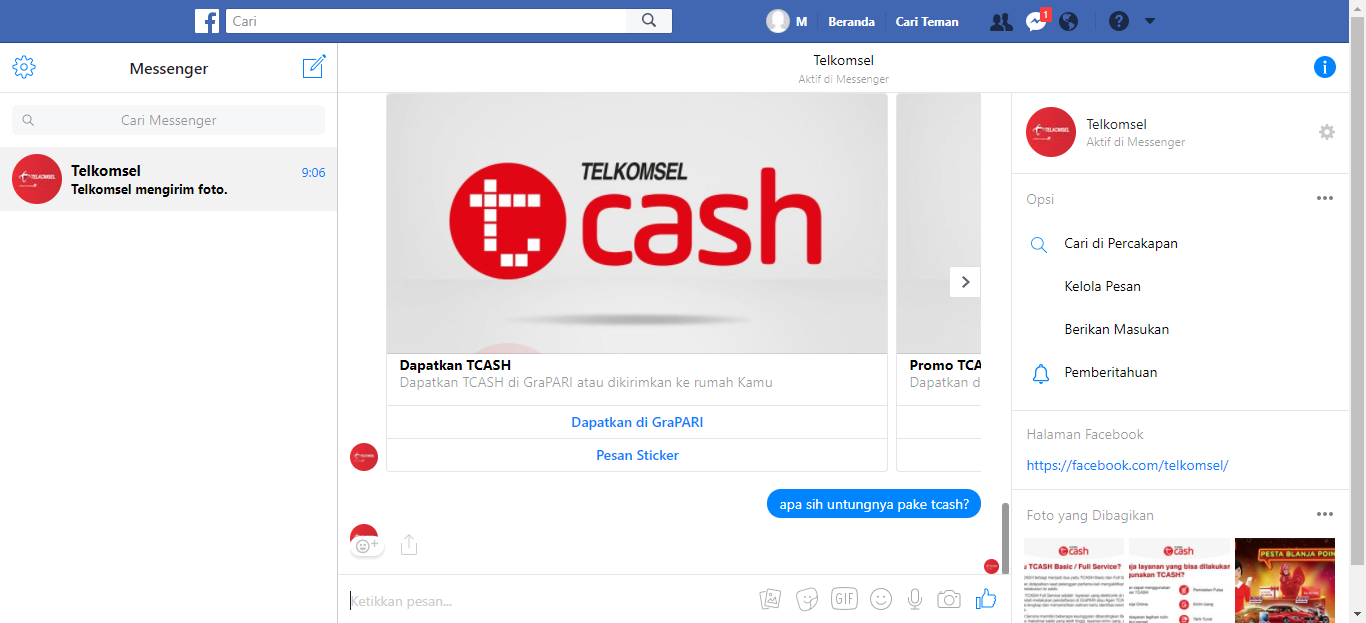 Cari
M
Beranda
Cari Teman
1
Messenger
Cari Messenger
Telkomsel
9:06
Telkomsel mengirim foto.
Telkomsel
Aktif di Messenger
TELKOMSEL
t cash
Dapatkan TCASH
Dapatkan TCASH di GraPARI atau dikirimkan ke rumah Kamu
Dapatkan di GraPARI
Pesan Sticker
Promo TCA
Dapatkan d
apa sih untungnya pake tcash?
Ketikkan pesan...
GIF
Telkomsel
Aktif di Messenger
Opsi
Cari di Percakapan
Kelola Pesan
Berikan Masukan
Pemberitahuan
Halaman Facebook
https://facebook.com/telkomsel/
Foto yang Dibagikan
cash
TCASH Basic / Full Service?
cash
layanan yang bisa dilakukan
TCASH?
PESTA BLANJA POIN